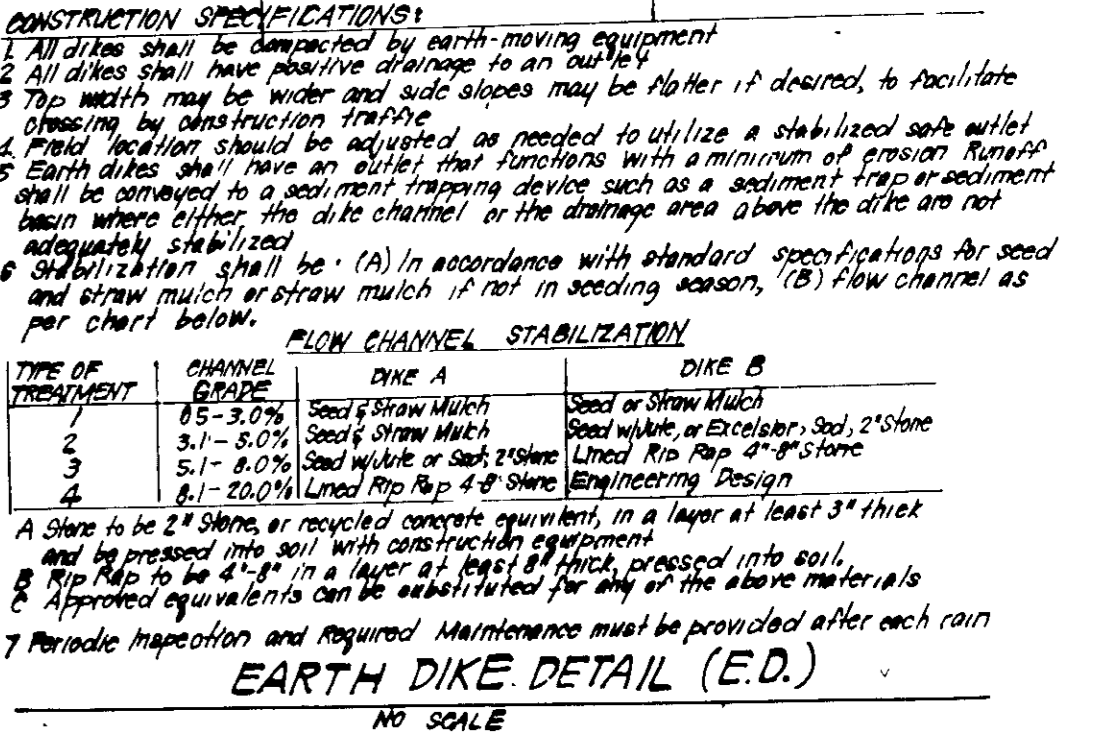 CONSTRUCTION SPECIFICATIONS:
1. All dikes shall be compacted by earth-moving equipment
2 All dikes shall have positive drainage to an outlet
3 Top width may be wider and side slopes may be flatter if desired, to facilitate
crossing by construction traffic
4. Field location should be adjusted as needed to utilize a stabilized safe outlet
5 Earth dikes shall have an outlet that functions with a minimum of erosion Runoff
shall be conveyed to a sediment trapping device such as a sediment trap or sediment
basin where either the dike channel or the drainage area above the dike are not
adequately stabilized
6 Stabilization shall be · (A) In accordance with standard specifications for seed
and straw mulch or straw mulch if not in seeding season, (B) flow channel as
per chart below.
FLOW CHANNEL STABILIZATION
TYPE OF TREATMENT | CHANNEL GRADE | DIKE A | DIKE B
1 | 0.5-3.0% | Seed & Straw Mulch | Seed or Straw Mulch
2 | 3.1-5.0% | Seed & Straw Mulch | Seed w/Jute, or Excelsior, Sod, 2" Stone
3 | 5.1-8.0% | Seed w/Jute or Sod; 2" Stone | Lined Rip Rap 4"-8" Stone
4 | 8.1-20.0% | Lined Rip Rap 4-8" Stone | Engineering Design
A Stone to be 2" Stone, or recycled concrete equivilent, in a layer at least 3" thick
and be pressed into soil with construction equipment
B Rip Rap to be 4"-8" in a layer at least 8" thick, pressed into soil.
C Approved equivalents can be substituted for any of the above materials
7 Periodic Inspection and Required Maintenance must be provided after each rain
EARTH DIKE DETAIL (E.D.)
NO SCALE